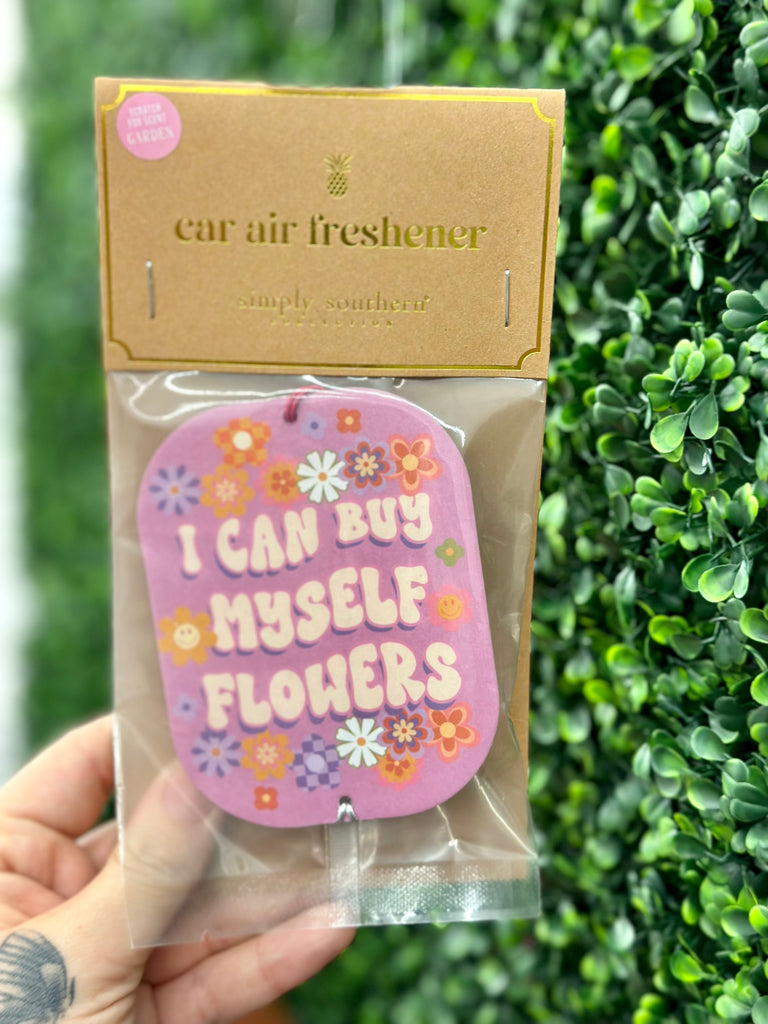 SCRATCH
FOR SCENT
GARDEN
car air freshener
simply southern®
COLLECTION
I CAN BUY
MYSELF
FLOWERS